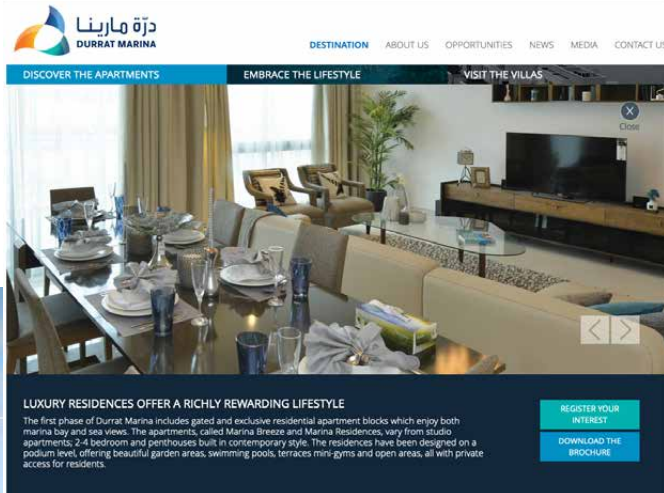 درّة مارينا
DURRAT MARINA
DESTINATION ABOUT US OPPORTUNITIES NEWS MEDIA CONTACT US
DISCOVER THE APARTMENTS EMBRACE THE LIFESTYLE VISIT THE VILLAS
X
Close
LUXURY RESIDENCES OFFER A RICHLY REWARDING LIFESTYLE
The first phase of Durrat Marina includes gated and exclusive residential apartment blocks which enjoy both
marina bay and sea views. The apartments, called Marina Breeze and Marina Residences, vary from studio
apartments; 2-4 bedroom and penthouses built in contemporary style. The residences have been designed on a
podium level, offering beautiful garden areas, swimming pools, terraces mini-gyms and open areas, all with private
access for residents.
REGISTER YOUR
INTEREST
DOWNLOAD THE
BROCHURE